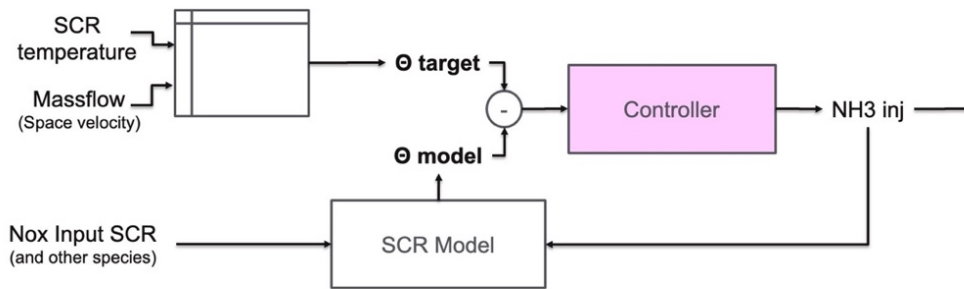 SCR
temperature
Massflow
(Space velocity)
Θ target
-
Controller
NH3 inj
Θ model
Nox Input SCR
(and other species)
SCR Model